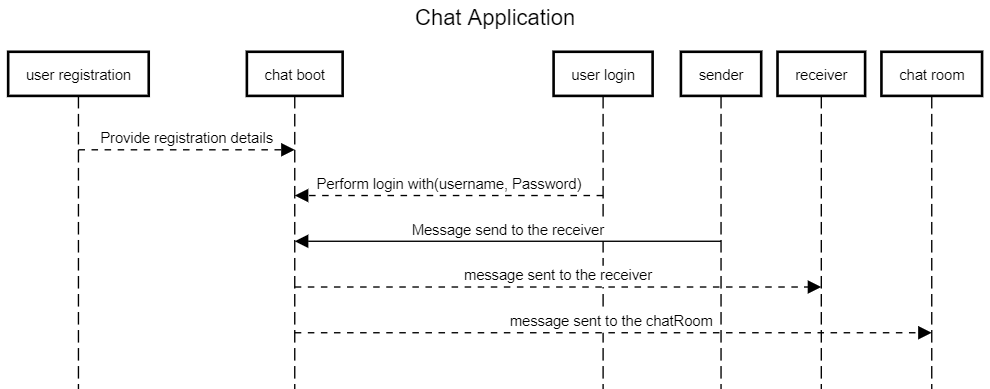 Chat Application
user registration
chat boot
user login
sender
receiver
chat room
Provide registration details
Perform login with(username, Password)
Message send to the receiver
message sent to the receiver
message sent to the chatRoom